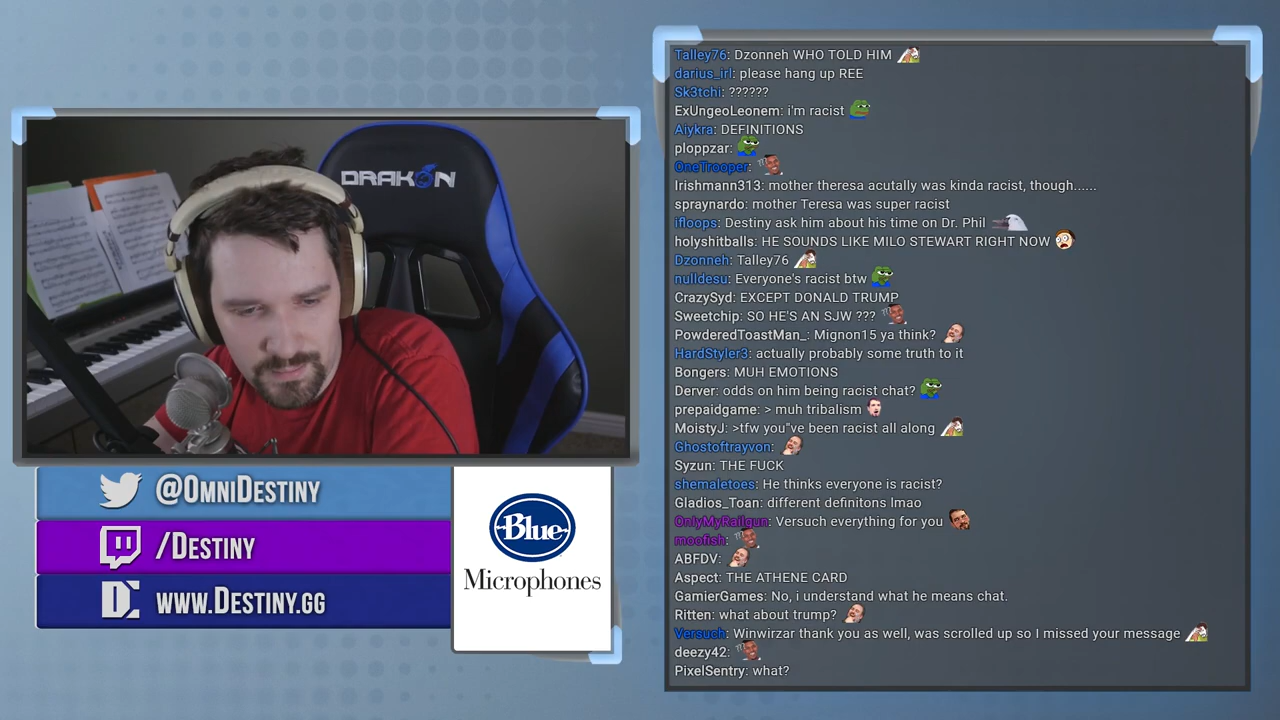 DRAKON
@OmniDestiny
/Destiny
www.Destiny.gg
Blue
Microphones
Talley76: Dzonneh WHO TOLD HIM
darius_irl: please hang up REE
Sk3tchi: ??????
ExUngeoLeonem: i'm racist
Aiykra: DEFINITIONS
ploppzar:
OneTrooper:
Irishmann313: mother theresa acutally was kinda racist, though......
spraynardo: mother Teresa was super racist
ifloops: Destiny ask him about his time on Dr. Phil
holyshitballs: HE SOUNDS LIKE MILO STEWART RIGHT NOW
Dzonneh: Talley76
nulldesu: Everyone's racist btw
CrazySyd: EXCEPT DONALD TRUMP
Sweetchip: SO HE'S AN SJW ???
PowderedToastMan_: Mignon15 ya think?
HardStyler3: actually probably some truth to it
Bongers: MUH EMOTIONS
Derver: odds on him being racist chat?
prepaidgame: > muh tribalism
MoistyJ: >tfw you"ve been racist all along
Ghostoftrayvon:
Syzun: THE FUCK
shemaletoes: He thinks everyone is racist?
Gladios_Toan: different definitons lmao
OnlyMyRailgun: Versuch everything for you
moofish:
ABFDV:
Aspect: THE ATHENE CARD
GamierGames: No, i understand what he means chat.
Ritten: what about trump?
Versuch: Winwirzar thank you as well, was scrolled up so I missed your message
deezy42:
PixelSentry: what?